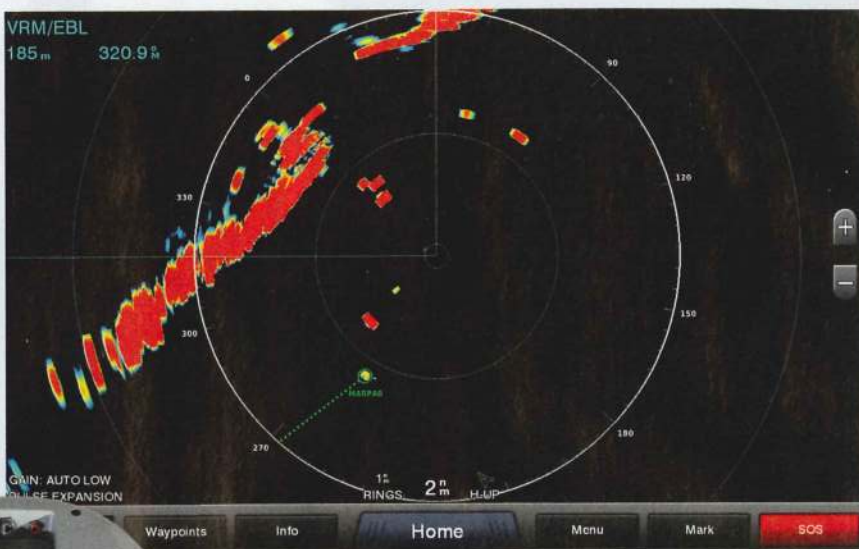 VRM/EBL
185 m 320.9°M
0
90
330
120
300
150
MARPAB
270
180
GAIN: AUTO LOW
PULSE EXPANSION
1 nm
RINGS 2 nm H.UP
+
−
Waypoints Info Home Menu Mark SOS